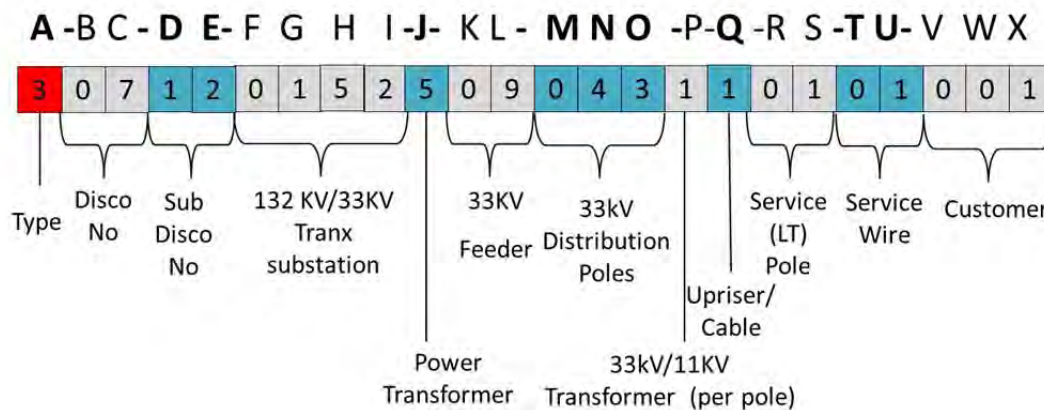 A -B C - D E- F G H I -J- K L - M N O -P-Q -R S -T U- V W X
3 0 7 1 2 0 1 5 2 5 0 9 0 4 3 1 1 0 1 0 1 0 0 1
Type
Disco
No
Sub
Disco
No
132 KV/33KV
Tranx
substation
Power
Transformer
33KV
Feeder
33kV
Distribution
Poles
33kV/11KV
Transformer (per pole)
Upriser/
Cable
Service
(LT)
Pole
Service
Wire
Customer